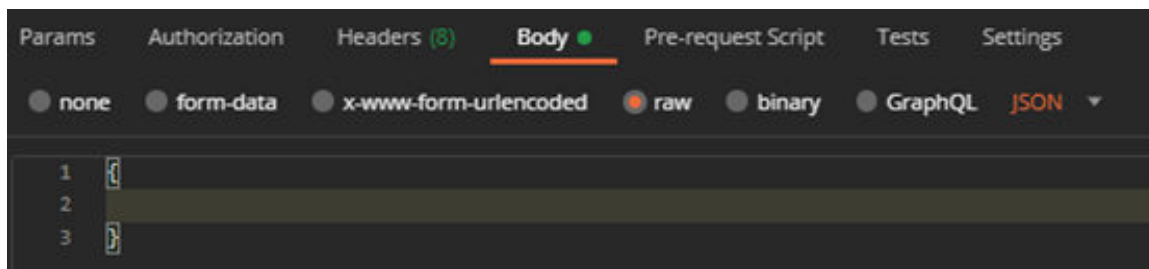 Params Authorization Headers (8) Body Pre-request Script Tests Settings
none form-data x-www-form-urlencoded raw binary GraphQL JSON
1 {
2
3 }